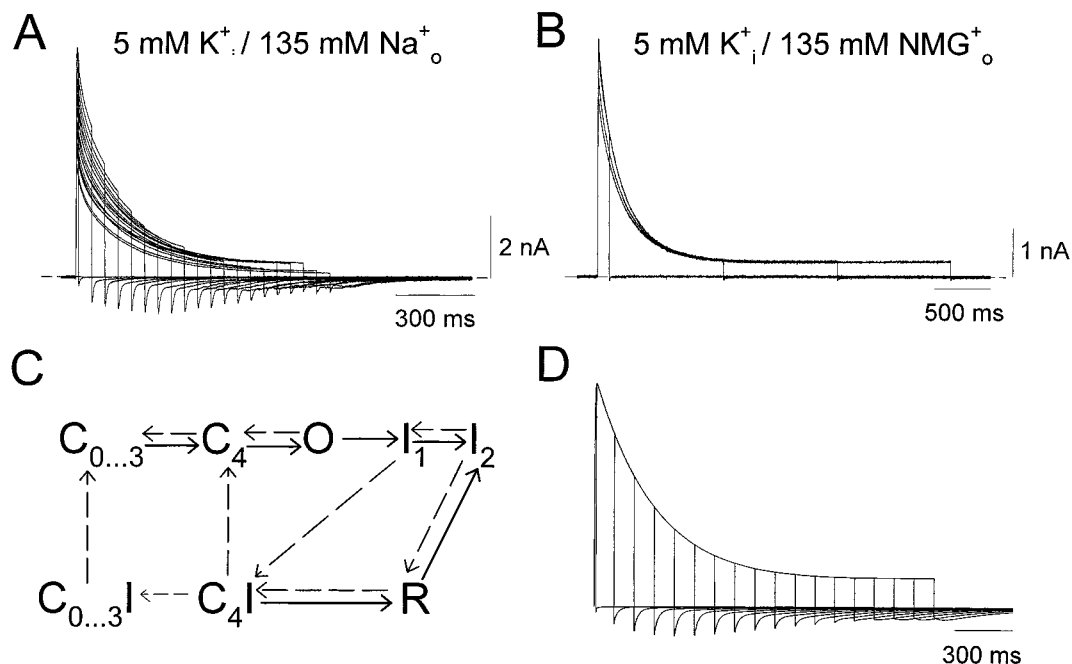 A 5 mM K⁺ᵢ / 135 mM Na⁺ₒ
2 nA
300 ms
B 5 mM K⁺ᵢ / 135 mM NMG⁺ₒ
1 nA
500 ms
C
C₀...₃ C₄ O I₁ I₂
C₀...₃I C₄I R
D
300 ms